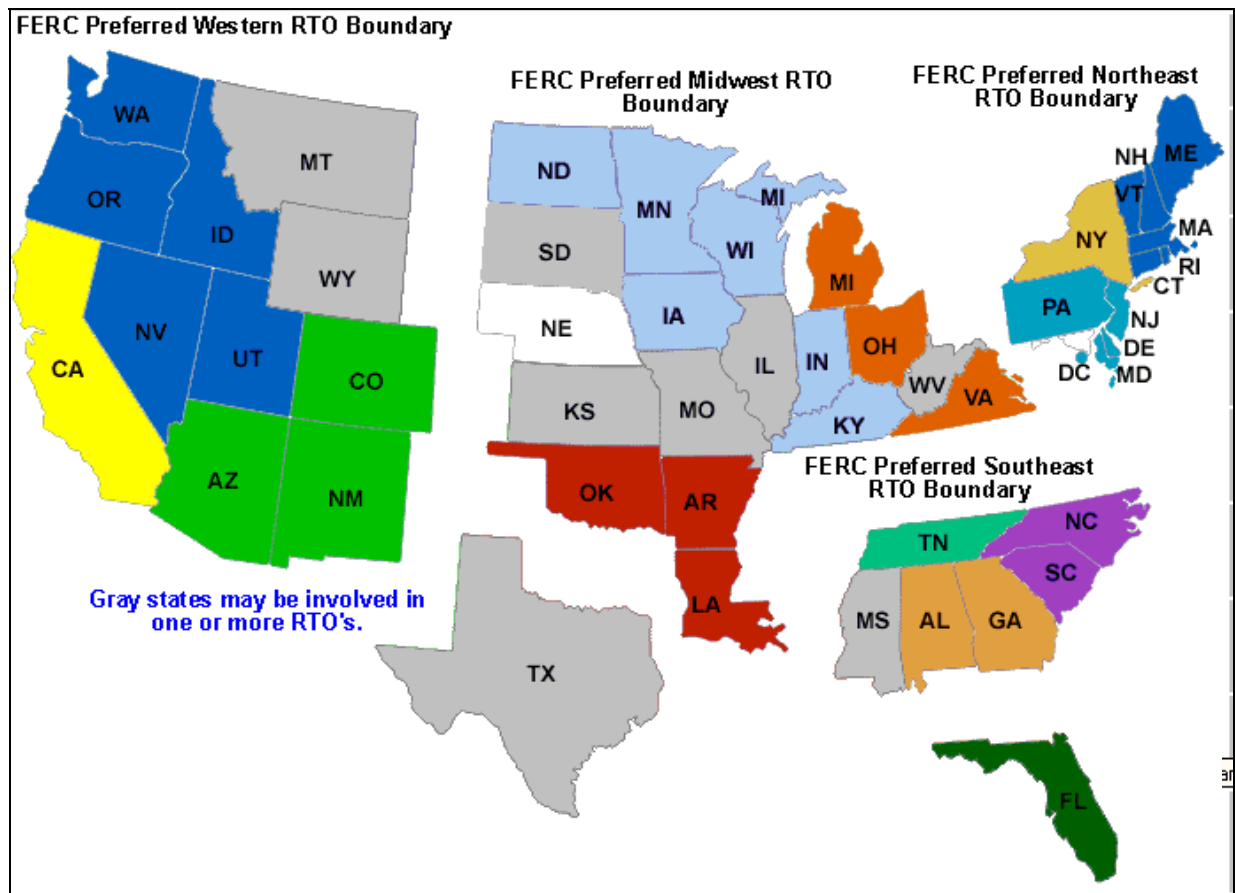 FERC Preferred Western RTO Boundary
WA
MT
OR
ID
WY
NV
UT
CA
CO
AZ
NM
Gray states may be involved in
one or more RTO's.
FERC Preferred Midwest RTO
Boundary
ND
MN
MI
WI
SD
MI
IA
NE
IL
IN
OH
WV
VA
KS
MO
KY
OK
AR
LA
TX
FERC Preferred Northeast
RTO Boundary
NH
ME
VT
MA
NY
RI
CT
PA
NJ
DE
DC
MD
FERC Preferred Southeast
RTO Boundary
NC
TN
SC
MS
AL
GA
FL